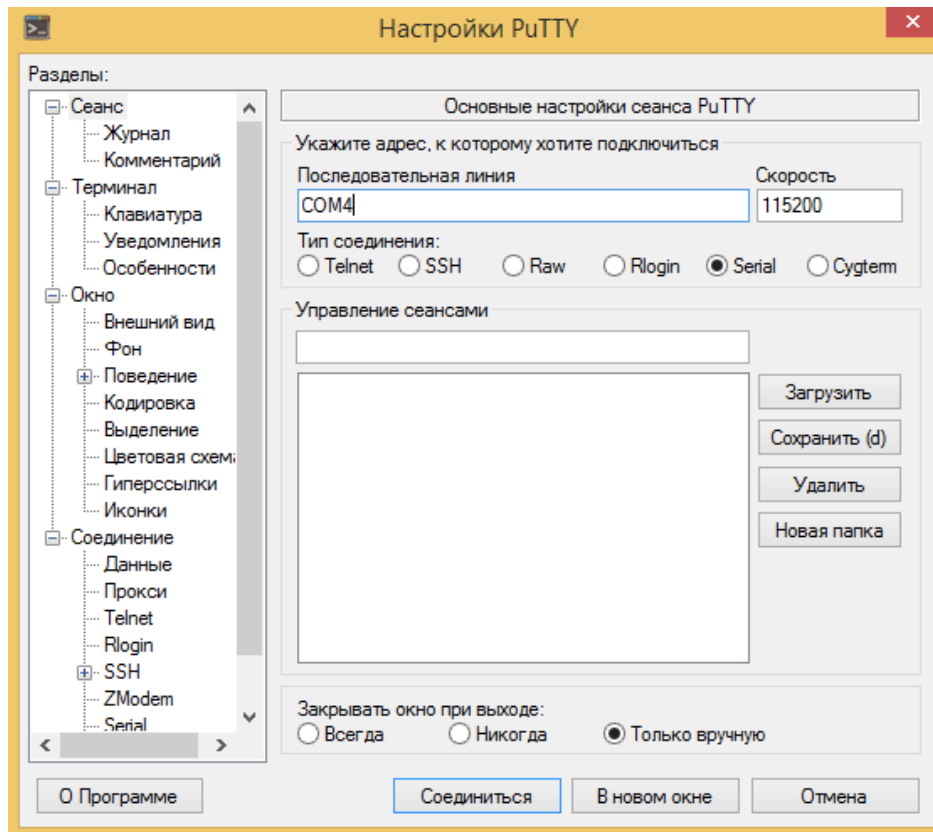 Настройки PuTTY
Разделы:
Сеанс
Журнал
Комментарий
Терминал
Клавиатура
Уведомления
Особенности
Окно
Внешний вид
Фон
Поведение
Кодировка
Выделение
Цветовая схема
Гиперссылки
Иконки
Соединение
Данные
Прокси
Telnet
Rlogin
SSH
ZModem
Serial
Основные настройки сеанса PuTTY
Укажите адрес, к которому хотите подключиться
Последовательная линия Скорость
COM4 115200
Тип соединения:
Telnet SSH Raw Rlogin Serial Cygterm
Управление сеансами
Загрузить
Сохранить (d)
Удалить
Новая папка
Закрывать окно при выходе:
Всегда Никогда Только вручную
О Программе Соединиться В новом окне Отмена